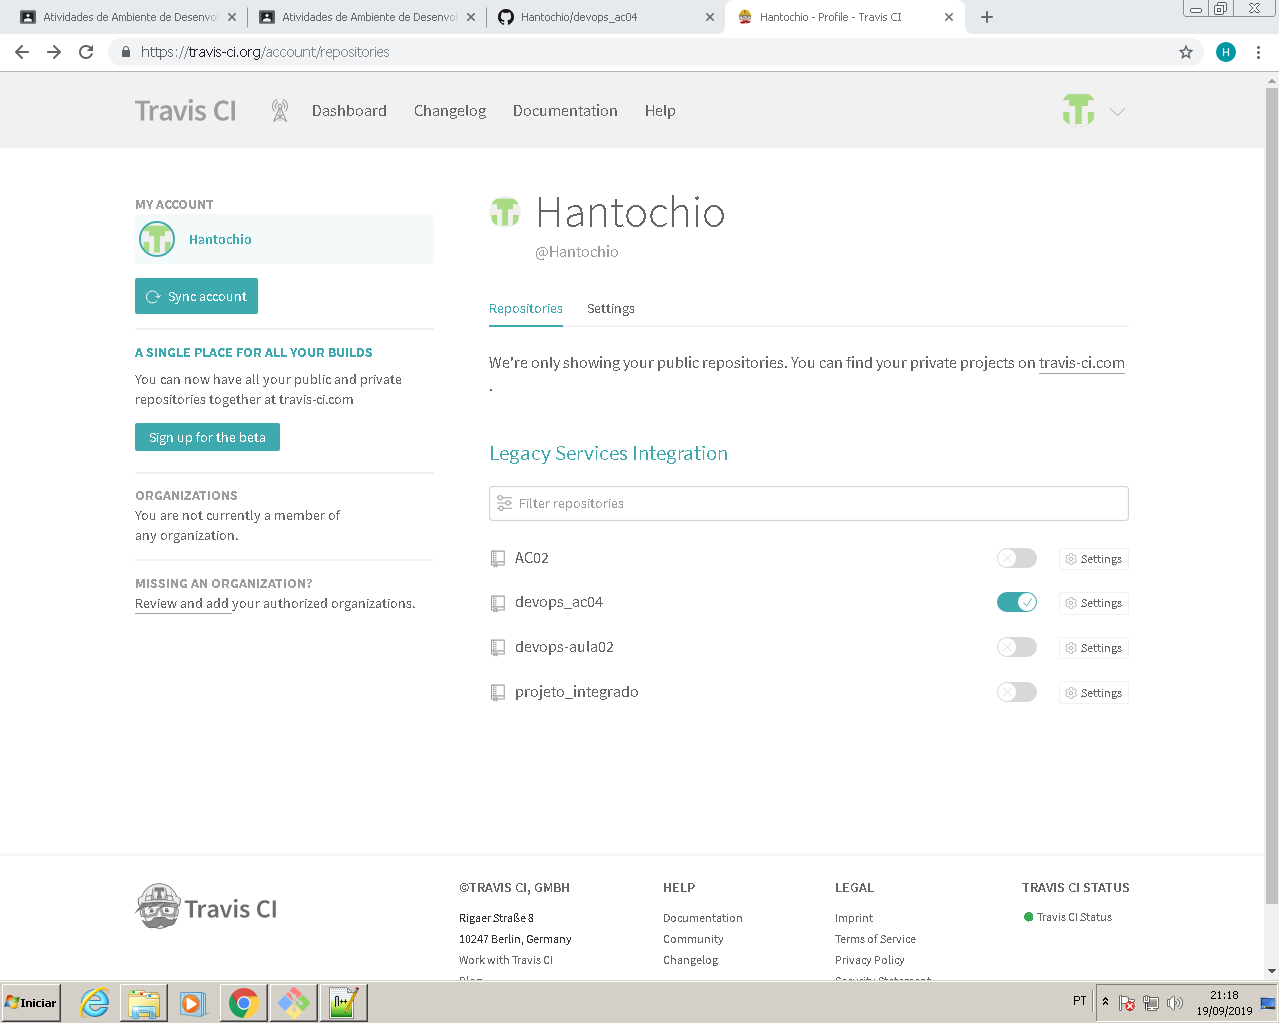 Atividades de Ambiente de Desenvol
Atividades de Ambiente de Desenvol
Hantochio/devops_ac04
Hantochio - Profile - Travis CI
https://travis-ci.org/account/repositories
H
Travis CI
Dashboard
Changelog
Documentation
Help
MY ACCOUNT
Hantochio
Sync account
A SINGLE PLACE FOR ALL YOUR BUILDS
You can now have all your public and private
repositories together at travis-ci.com
Sign up for the beta
ORGANIZATIONS
You are not currently a member of
any organization.
MISSING AN ORGANIZATION?
Review and add your authorized organizations.
Hantochio
@Hantochio
Repositories
Settings
We're only showing your public repositories. You can find your private projects on travis-ci.com
.
Legacy Services Integration
Filter repositories
AC02
Settings
devops_ac04
Settings
devops-aula02
Settings
projeto_integrado
Settings
Travis CI
©TRAVIS CI, GMBH
Rigaer Straße 8
10247 Berlin, Germany
Work with Travis CI
Blog
HELP
Documentation
Community
Changelog
LEGAL
Imprint
Terms of Service
Privacy Policy
Security Statement
TRAVIS CI STATUS
Travis CI Status
Iniciar
PT
21:18
19/09/2019